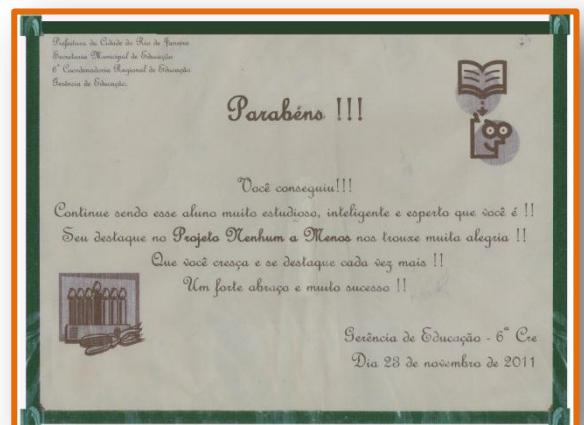 Prefeitura da Cidade do Rio de Janeiro
Secretaria Municipal de Educação
6ª Coordenadoria Regional de Educação
Gerência de Educação.
Parabéns !!!
Você conseguiu!!!
Continue sendo esse aluno muito estudioso, inteligente e esperto que você é !!
Seu destaque no Projeto Nenhum a Menos nos trouxe muita alegria !!
Que você cresça e se destaque cada vez mais !!
Um forte abraço e muito sucesso !!
Gerência de Educação - 6ª Cre
Dia 23 de novembro de 2011